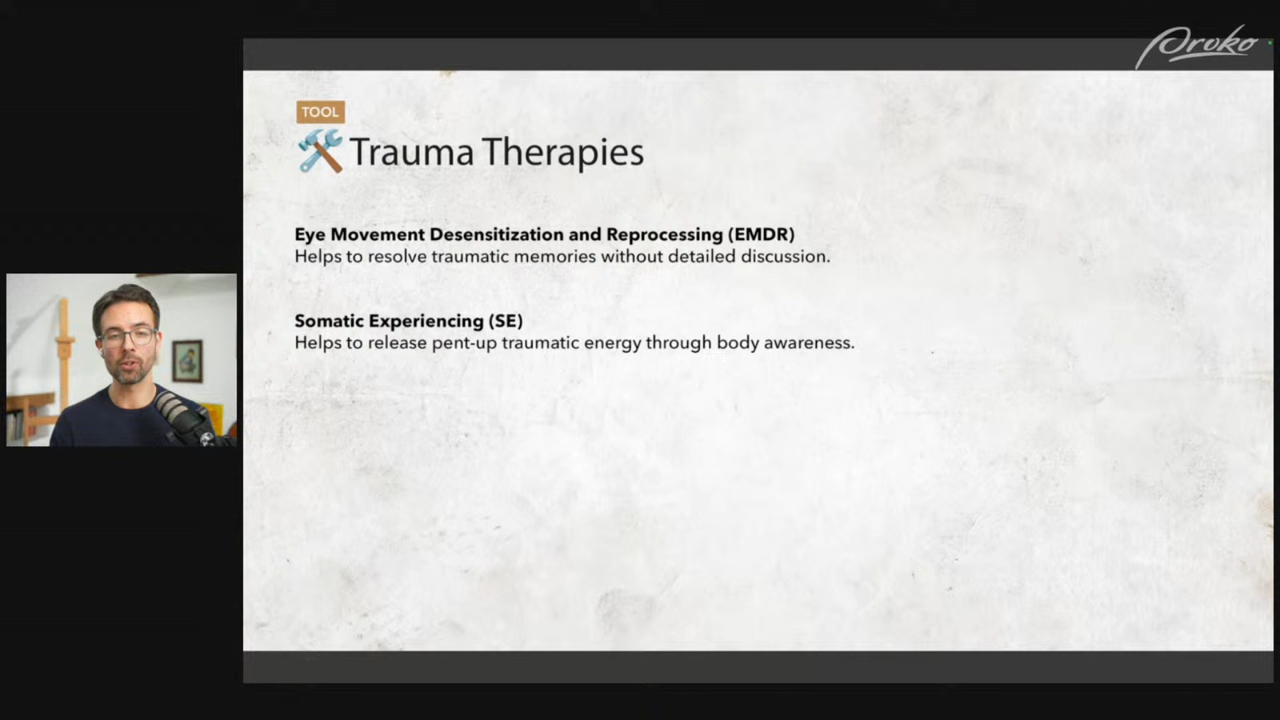 Proko
TOOL
Trauma Therapies
Eye Movement Desensitization and Reprocessing (EMDR)
Helps to resolve traumatic memories without detailed discussion.
Somatic Experiencing (SE)
Helps to release pent-up traumatic energy through body awareness.